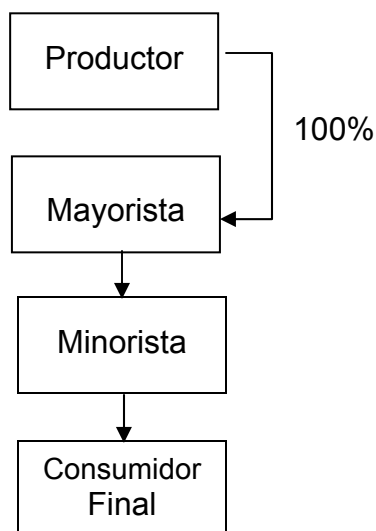 Productor
100%
Mayorista
Minorista
Consumidor
Final